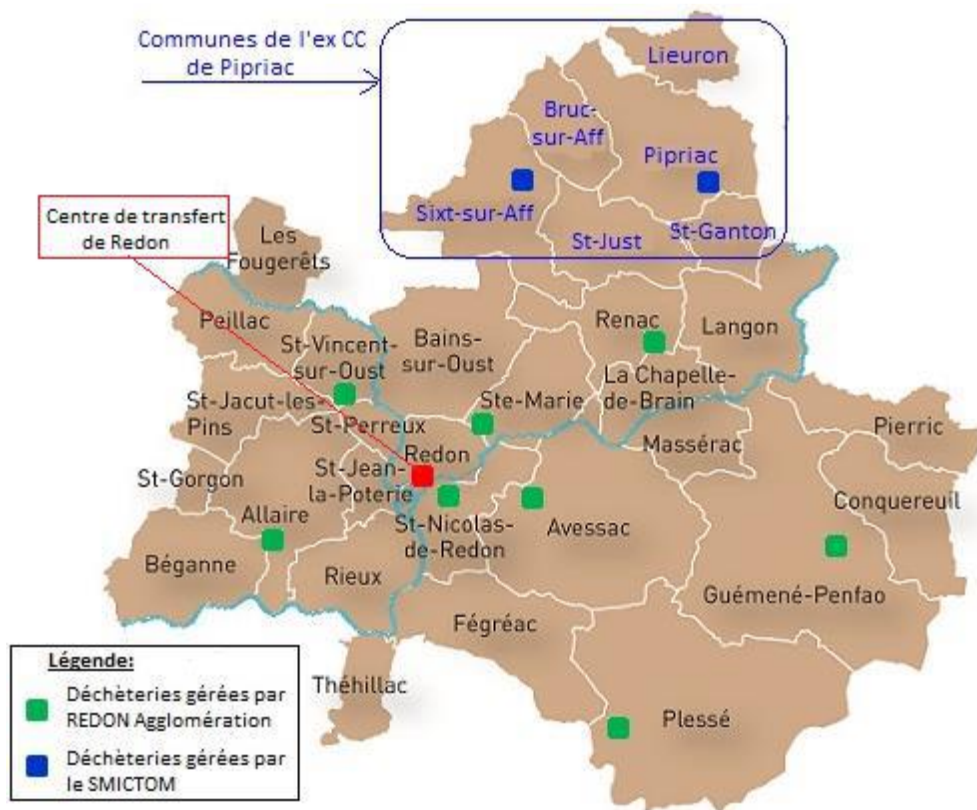 Communes de l'ex CC
de Pipriac
Lieuron
Bruc-
sur-Aff
Pipriac
Sixt-sur-Aff
St-Just
St-Ganton
Centre de transfert
de Redon
Les
Fougerêts
Peillac
St-Vincent-
sur-Oust
Bains-
sur-Oust
Renac
Langon
St-Jacut-les-
Pins
St-Perreux
Ste-Marie
La Chapelle-
de-Brain
Massérac
Pierric
St-Gorgon
St-Jean-
la-Poterie
Redon
Conquereuil
Allaire
St-Nicolas-
de-Redon
Avessac
Béganne
Rieux
Guémené-Penfao
Fégréac
Théhillac
Plessé
Légende:
Déchèteries gérées par
REDON Agglomération
Déchèteries gérées par
le SMICTOM